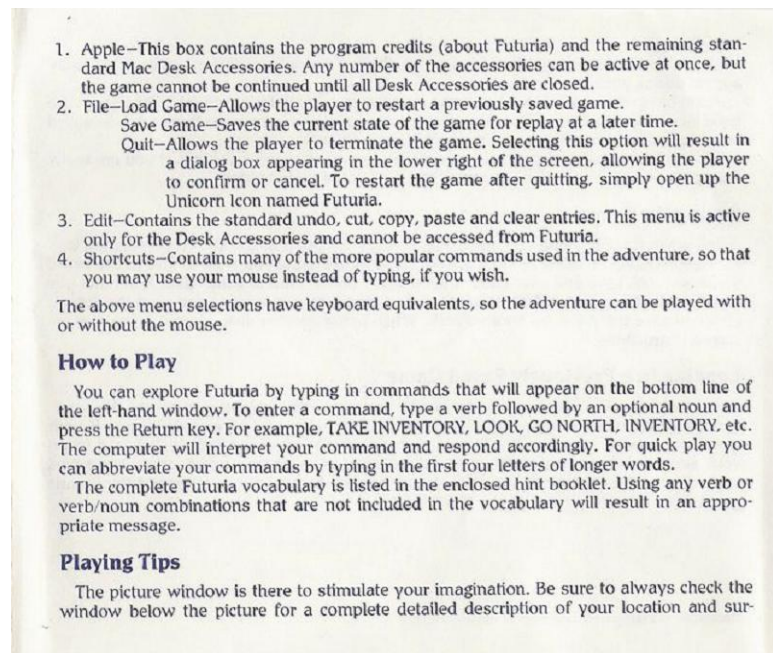 1. Apple—This box contains the program credits (about Futuria) and the remaining stan-
dard Mac Desk Accessories. Any number of the accessories can be active at once, but
the game cannot be continued until all Desk Accessories are closed.
2. File—Load Game—Allows the player to restart a previously saved game.
Save Game—Saves the current state of the game for replay at a later time.
Quit—Allows the player to terminate the game. Selecting this option will result in
a dialog box appearing in the lower right of the screen, allowing the player
to confirm or cancel. To restart the game after quitting, simply open up the
Unicorn Icon named Futuria.
3. Edit—Contains the standard undo, cut, copy, paste and clear entries. This menu is active
only for the Desk Accessories and cannot be accessed from Futuria.
4. Shortcuts—Contains many of the more popular commands used in the adventure, so that
you may use your mouse instead of typing, if you wish.
The above menu selections have keyboard equivalents, so the adventure can be played with
or without the mouse.
How to Play
You can explore Futuria by typing in commands that will appear on the bottom line of
the left-hand window. To enter a command, type a verb followed by an optional noun and
press the Return key. For example, TAKE INVENTORY, LOOK, GO NORTH, INVENTORY, etc.
The computer will interpret your command and respond accordingly. For quick play you
can abbreviate your commands by typing in the first four letters of longer words.
The complete Futuria vocabulary is listed in the enclosed hint booklet. Using any verb or
verb/noun combinations that are not included in the vocabulary will result in an appro-
priate message.
Playing Tips
The picture window is there to stimulate your imagination. Be sure to always check the
window below the picture for a complete detailed description of your location and sur-